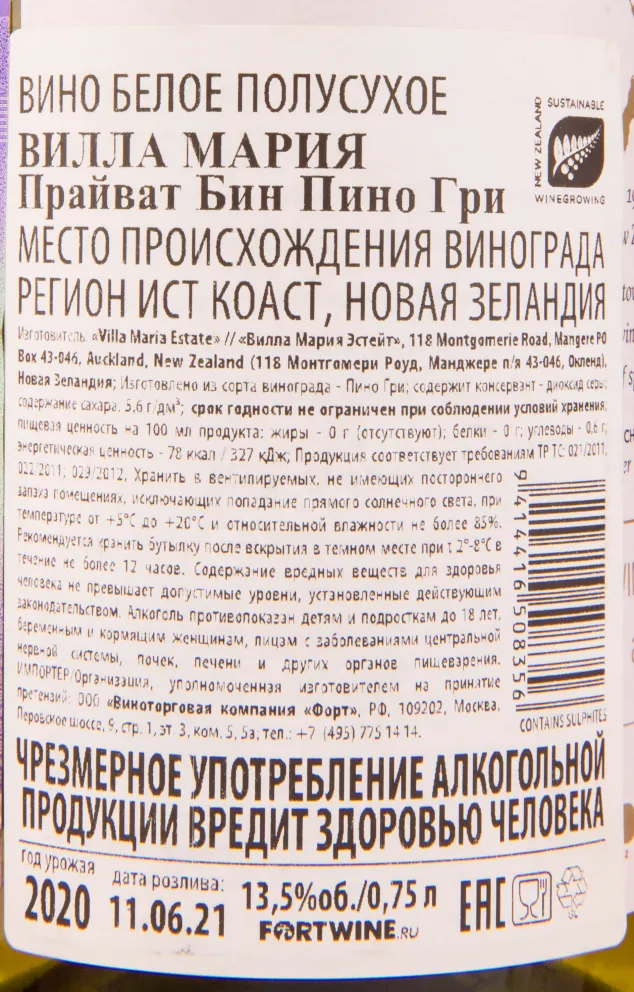 ВИНО БЕЛОЕ ПОЛУСУХОЕ
ВИЛЛА МАРИЯ
Прайват Бин Пино Гри
SUSTAINABLE
NEW ZEALAND
WINEGROWING
МЕСТО ПРОИСХОЖДЕНИЯ ВИНОГРАДА
РЕГИОН ИСТ КОАСТ, НОВАЯ ЗЕЛАНДИЯ
Изготовитель: «Villa Maria Estate» // «Вилла Мария Эстейт», 118 Montgomerie Road, Mangere PO
Box 43-046, Auckland, New Zealand (118 Монтгомери Роуд, Манджере п/я 43-046, Окленд),
Новая Зеландия; Изготовлено из сорта винограда - Пино Гри; содержит консервант - диоксид серы;
содержание сахара: 5,6 г/дм³; срок годности не ограничен при соблюдении условий хранения;
пищевая ценность на 100 мл продукта: жиры - 0 г (отсутствуют); белки - 0 г; углеводы - 0,6 г;
энергетическая ценность - 78 ккал / 327 кДж; Продукция соответствует требованиям ТР ТС: 021/2011,
022/2011; 029/2012. Хранить в вентилируемых, не имеющих постороннего
запаха помещениях, исключающих попадание прямого солнечного света, при
температуре от +5°C до +20°C и относительной влажности не более 85%.
Рекомендуется хранить бутылку после вскрытия в темном месте при t 2°-8°C в
течение не более 12 часов. Содержание вредных веществ для здоровья
человека не превышает допустимые уровни, установленные действующим
законодательством. Алкоголь противопоказан детям и подросткам до 18 лет,
беременным и кормящим женщинам, лицам с заболеваниями центральной
нервной системы, почек, печени и других органов пищеварения.
ИМПОРТЕР/Организация, уполномоченная изготовителем на принятие
претензий: ООО «Виноторговая компания «Форт», РФ, 109202, Москва,
Перовское шоссе, 9, стр. 1, эт. 3, ком. 5, 5а; тел.: +7 (495) 775 14 14.
9 414416 508356
CONTAINS SULPHITES
ЧРЕЗМЕРНОЕ УПОТРЕБЛЕНИЕ АЛКОГОЛЬНОЙ
ПРОДУКЦИИ ВРЕДИТ ЗДОРОВЬЮ ЧЕЛОВЕКА
год урожая
2020
дата розлива:
11.06.21
13,5%об./0,75 л
FORTWINE.RU
EAC